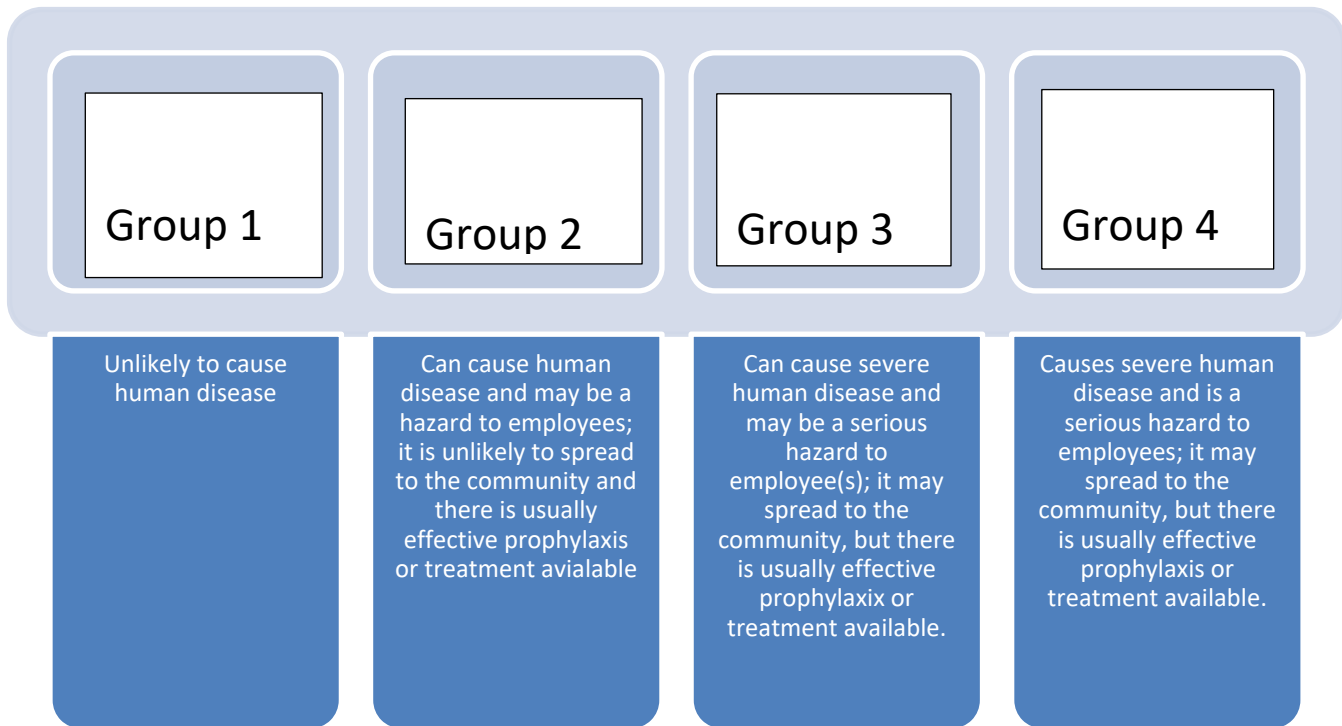 Group 1
Group 2
Group 3
Group 4
Unlikely to cause
human disease
Can cause human
disease and may be a
hazard to employees;
it is unlikely to spread
to the community and
there is usually
effective prophylaxis
or treatment avialable
Can cause severe
human disease and
may be a serious
hazard to
employee(s); it may
spread to the
community, but there
is usually effective
prophylaxix or
treatment available.
Causes severe human
disease and is a
serious hazard to
employees; it may
spread to the
community, but there
is usually effective
prophylaxis or
treatment available.